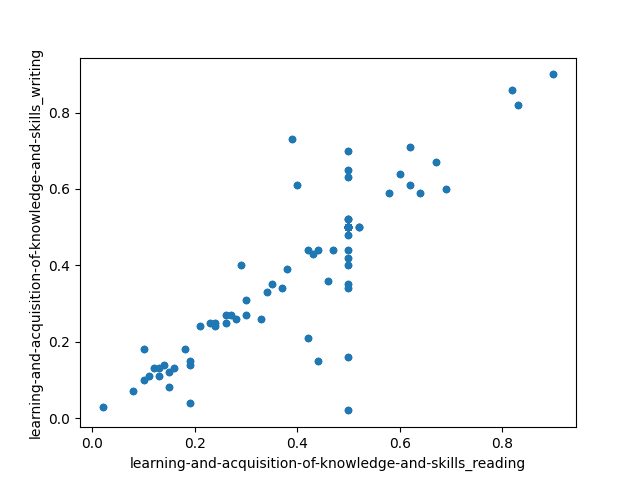 learning-and-acquisition-of-knowledge-and-skills_writing
0.8
0.6
0.4
0.2
0.0
0.0 0.2 0.4 0.6 0.8
learning-and-acquisition-of-knowledge-and-skills_reading